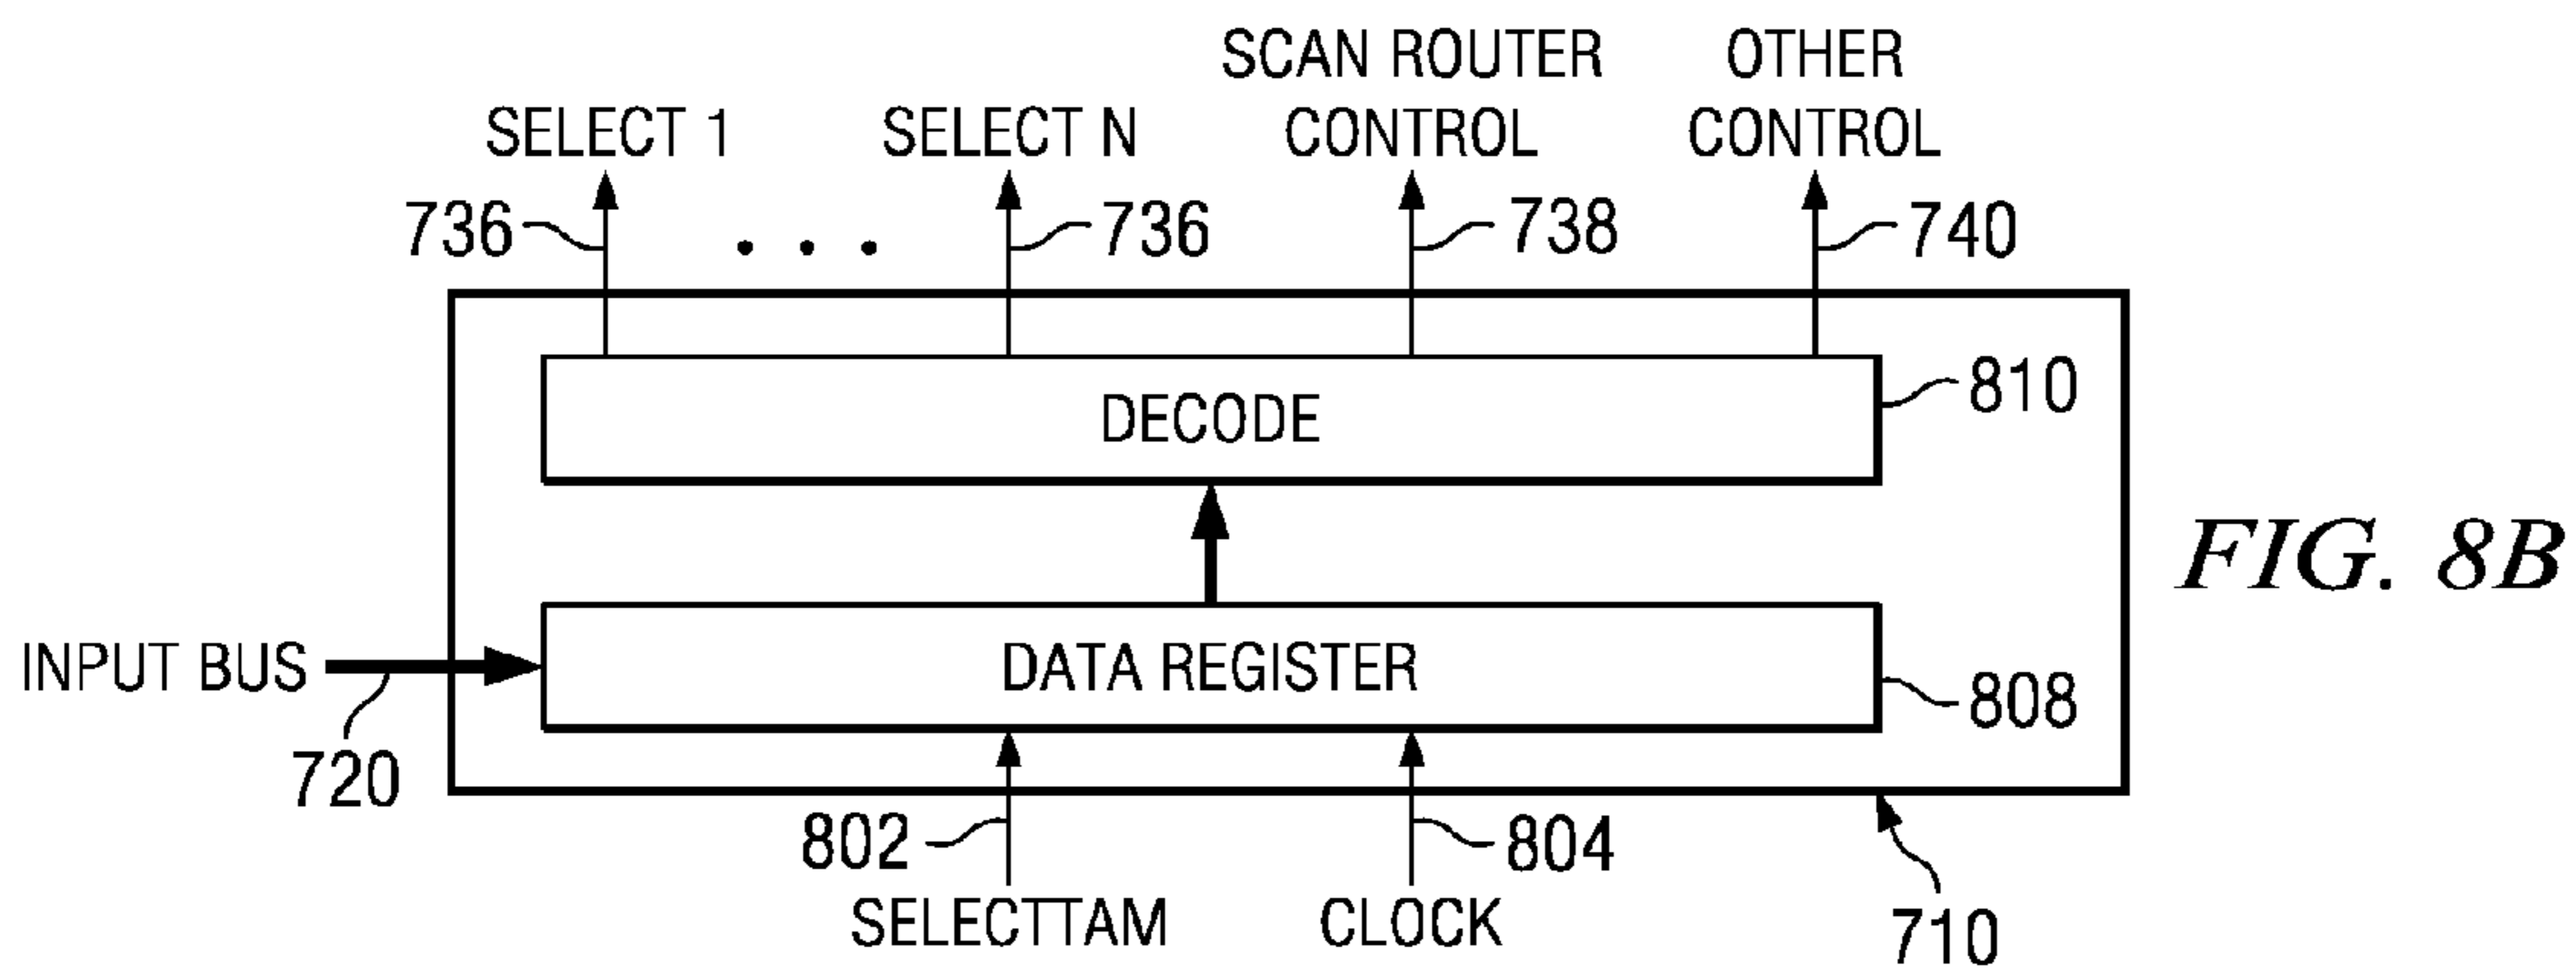 SCAN ROUTER
CONTROL
OTHER
CONTROL
SELECT 1
SELECT N
736
. . .
736
738
740
DECODE
810
FIG. 8B
INPUT BUS
DATA REGISTER
808
720
802
804
SELECTTAM
CLOCK
710